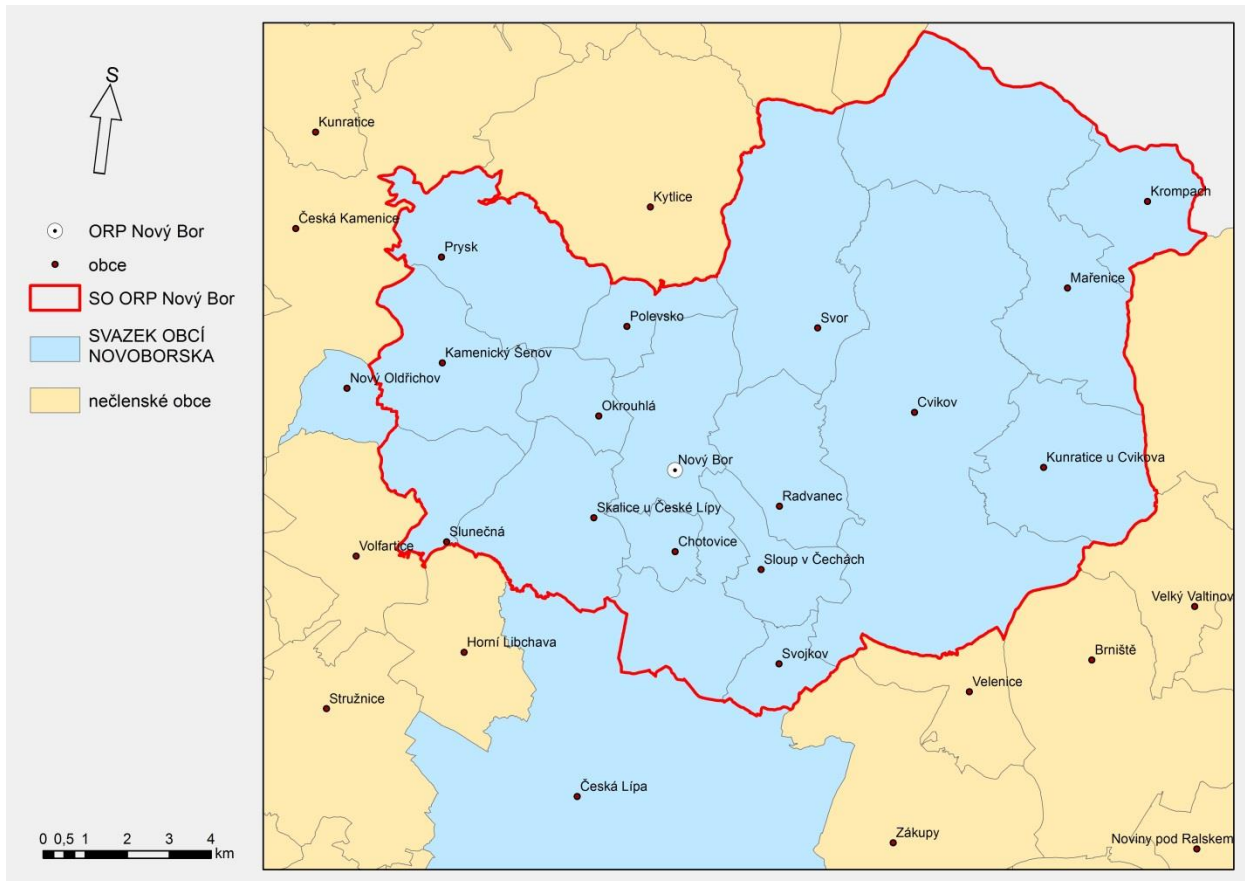 S
ORP Nový Bor
obce
SO ORP Nový Bor
SVAZEK OBCÍ
NOVOBORSKA
nečlenské obce
0 0,5 1 2 3 4
km
Kunratice
Česká Kamenice
Kytlice
Krompach
Prysk
Mařenice
Polevsko
Svor
Kamenický Šenov
Nový Oldřichov
Okrouhlá
Cvikov
Nový Bor
Kunratice u Cvikova
Radvanec
Skalice u České Lípy
Slunečná
Volfartice
Chotovice
Sloup v Čechách
Velký Valtinov
Horní Libchava
Svojkov
Brniště
Velenice
Stružnice
Česká Lípa
Zákupy
Noviny pod Ralskem